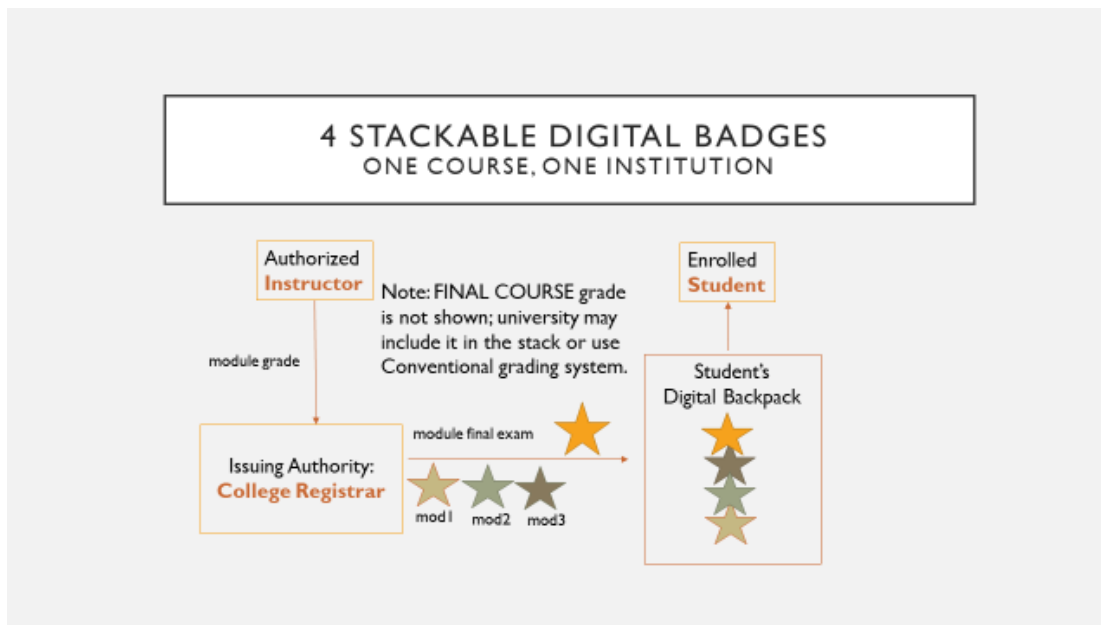 4 STACKABLE DIGITAL BADGES
ONE COURSE, ONE INSTITUTION
Authorized
Instructor
Enrolled
Student
Note: FINAL COURSE grade
is not shown; university may
include it in the stack or use
Conventional grading system.
module grade
Student's
Digital Backpack
module final exam
Issuing Authority:
College Registrar
mod1
mod2
mod3